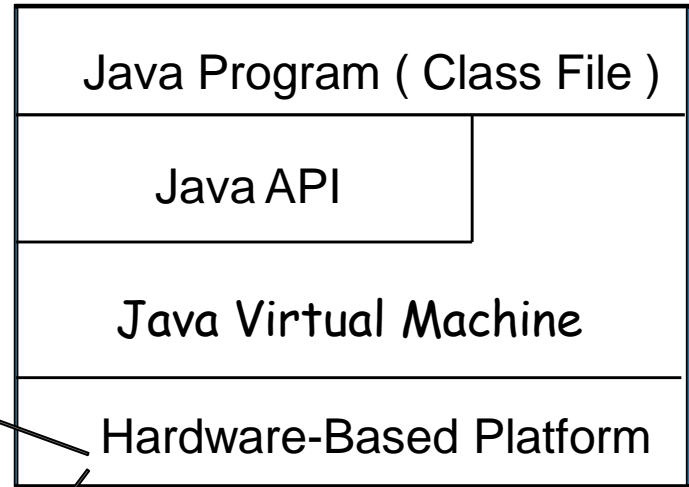 Java Program ( Class File )
Java API
Java Virtual Machine
Hardware-Based Platform